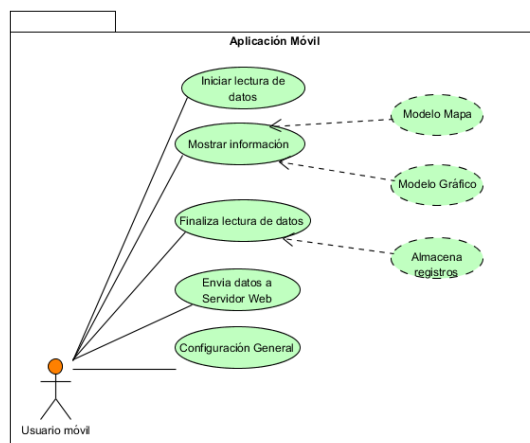 Aplicación Móvil
Iniciar lectura de
datos
Modelo Mapa
Mostrar información
Modelo Gráfico
Finaliza lectura de datos
Almacena
registros
Envia datos a
Servidor Web
Configuración General
Usuario móvil